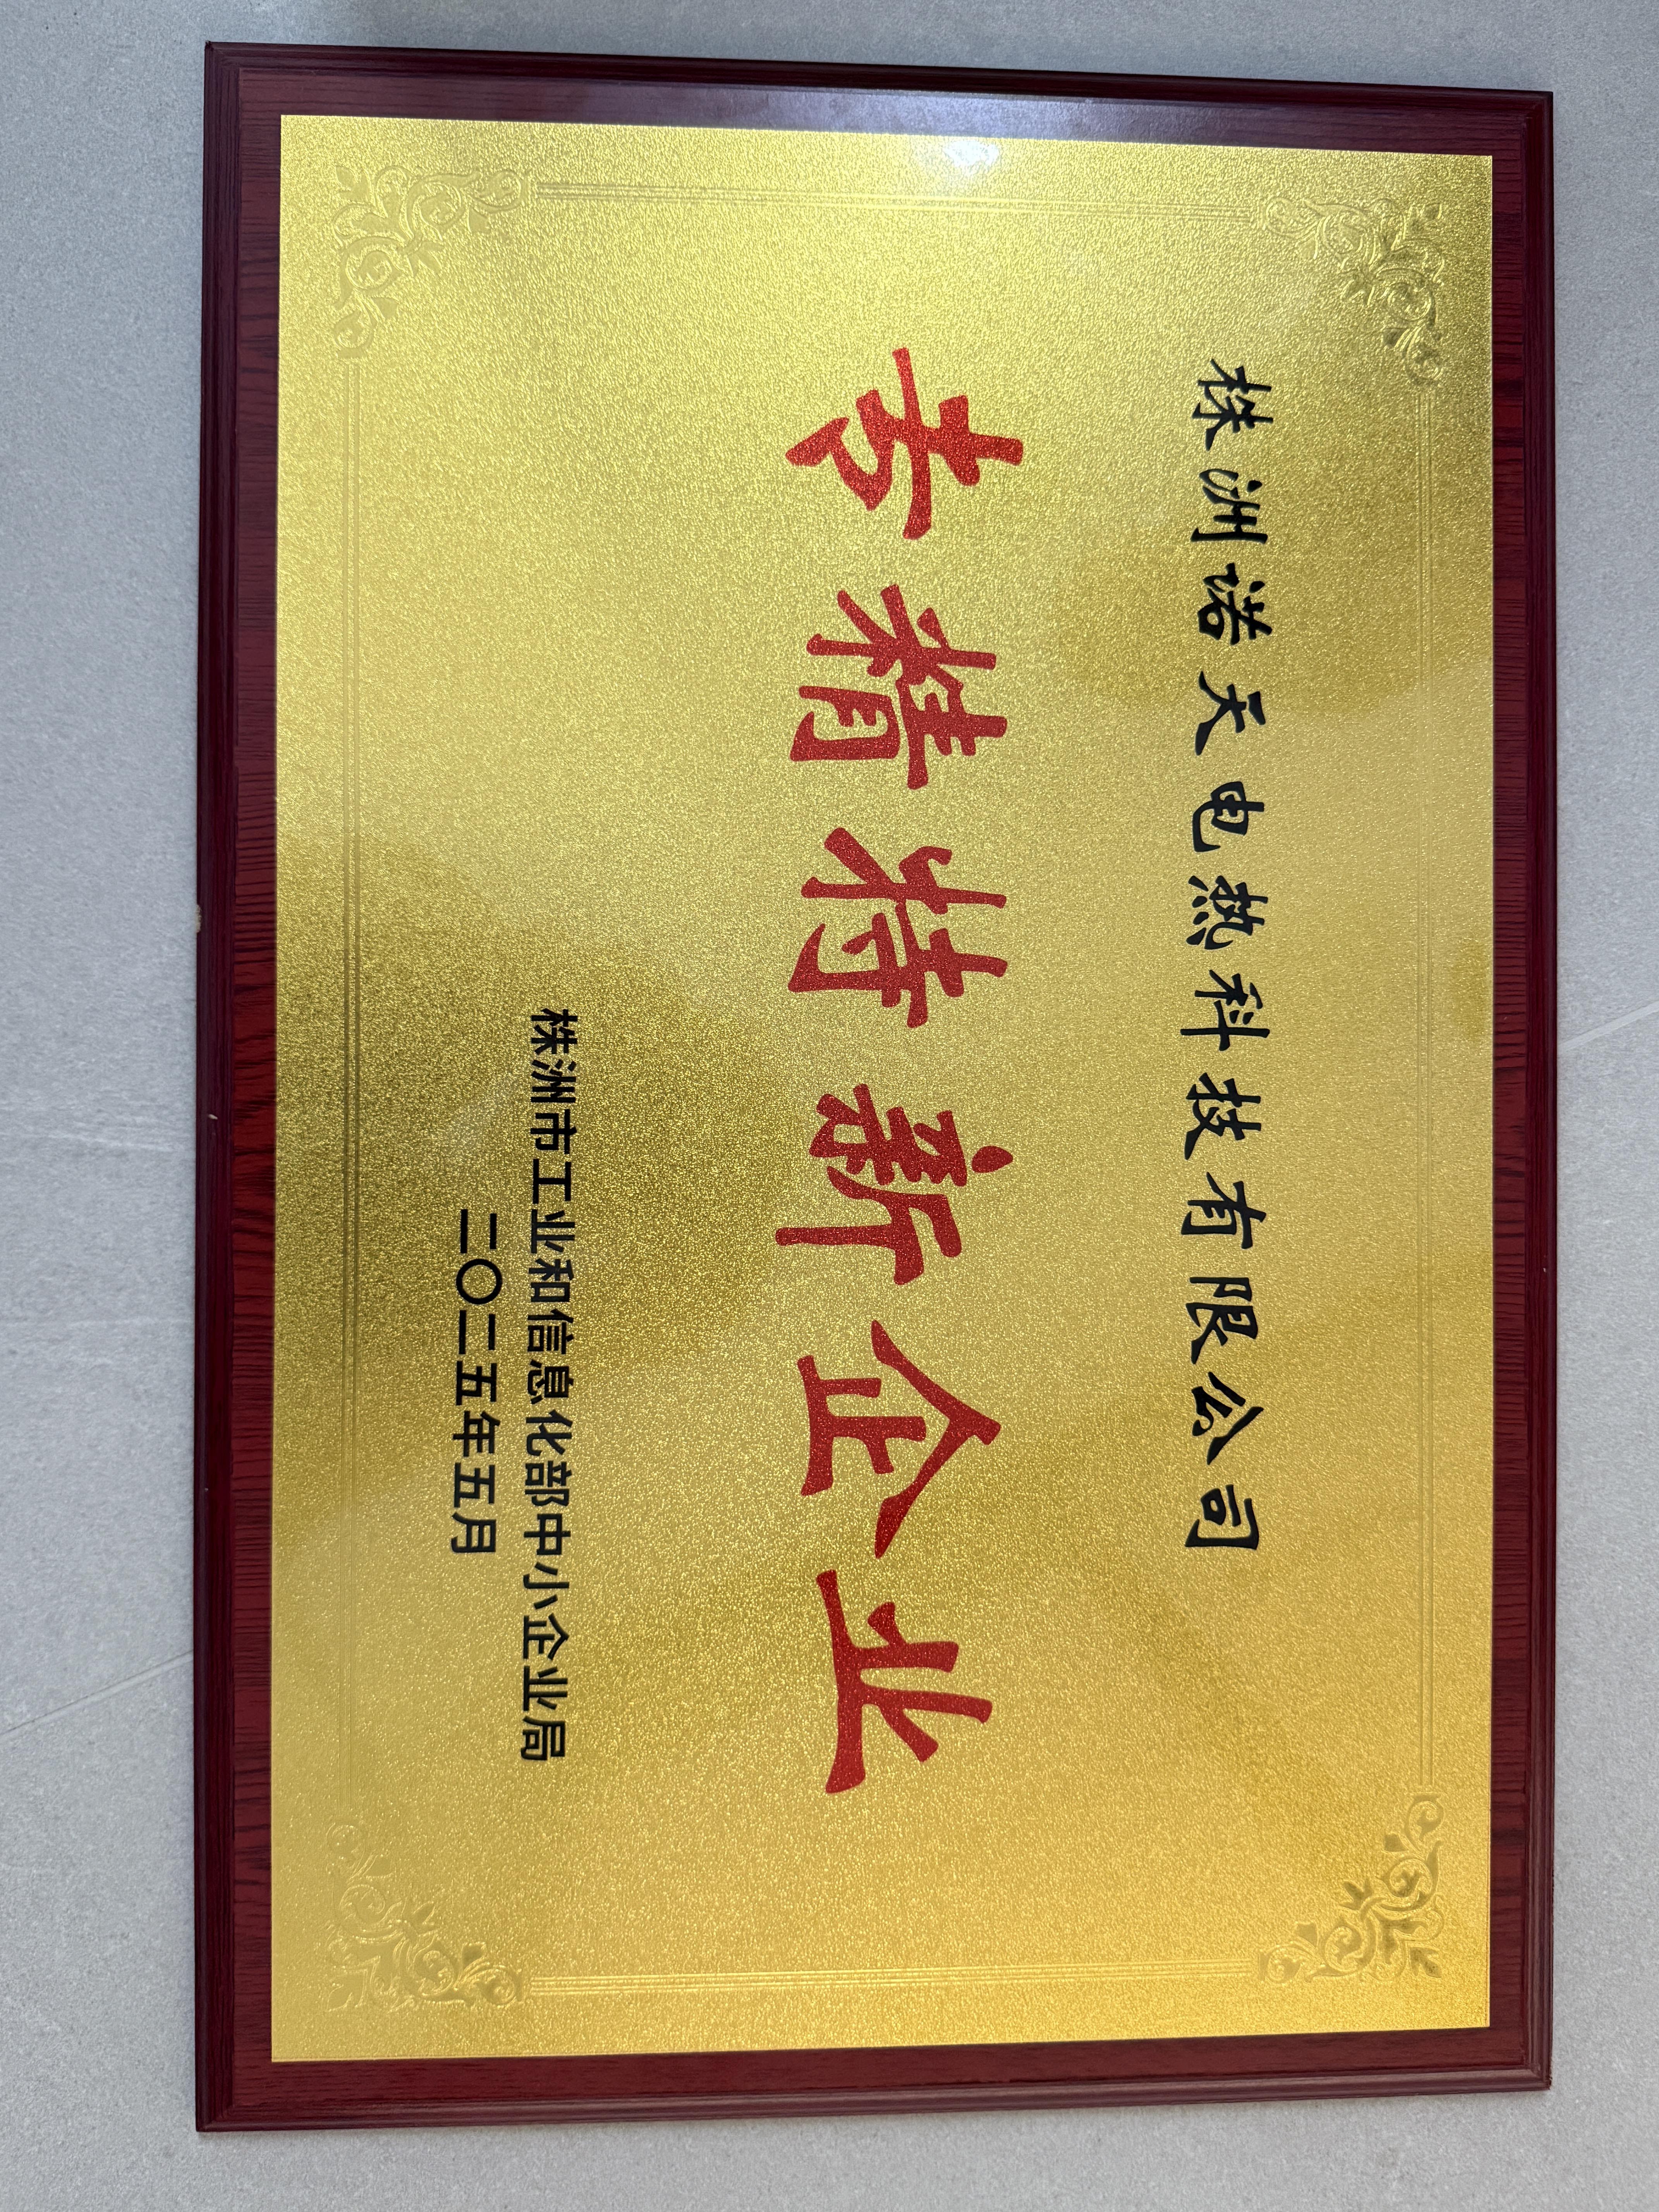 株洲诺天电热科技有限公司
专精特新企业
株洲市工业和信息化部中小企业局
二〇二五年五月